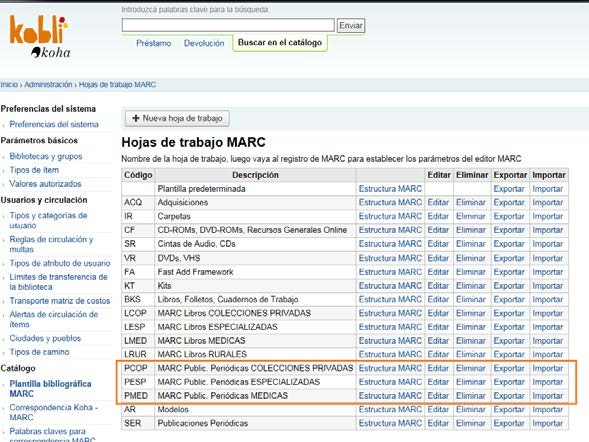 Introduzca palabras clave para la búsqueda:
kobli
koha
Enviar
Préstamo Devolución Buscar en el catálogo
Inicio › Administración › Hojas de trabajo MARC
Preferencias del sistema
› Preferencias del sistema
Parámetros básicos
› Bibliotecas y grupos
› Tipos de ítem
› Valores autorizados
Usuarios y circulación
› Tipos y categorías de
usuario
› Reglas de circulación y
multas
› Tipos de atributo de usuario
› Límites de transferencia de
la biblioteca
› Transporte matriz de costos
› Alertas de circulación de
ítems
› Ciudades y pueblos
› Tipos de camino
Catálogo
› Plantilla bibliográfica
MARC
› Correspondencia Koha -
MARC
› Palabras claves para
correspondencia MARC
+ Nueva hoja de trabajo
Hojas de trabajo MARC
Nombre de la hoja de trabajo, luego vaya al registro de MARC para establecer los parámetros del editor MARC
Código Descripción Editar Eliminar Exportar Importar
Plantilla predeterminada Estructura MARC Exportar Importar
ACQ Adquisiciones Estructura MARC Editar Eliminar Exportar Importar
IR Carpetas Estructura MARC Editar Eliminar Exportar Importar
CF CD-ROMs, DVD-ROMs, Recursos Generales Online Estructura MARC Editar Eliminar Exportar Importar
SR Cintas de Audio, CDs Estructura MARC Editar Eliminar Exportar Importar
VR DVDs, VHS Estructura MARC Editar Eliminar Exportar Importar
FA Fast Add Framework Estructura MARC Editar Eliminar Exportar Importar
KT Kits Estructura MARC Editar Eliminar Exportar Importar
BKS Libros, Folletos, Cuadernos de Trabajo Estructura MARC Editar Eliminar Exportar Importar
LCOP MARC Libros COLECCIONES PRIVADAS Estructura MARC Editar Eliminar Exportar Importar
LESP MARC Libros ESPECIALIZADAS Estructura MARC Editar Eliminar Exportar Importar
LMED MARC Libros MEDICAS Estructura MARC Editar Eliminar Exportar Importar
LRUR MARC Libros RURALES Estructura MARC Editar Eliminar Exportar Importar
PCOP MARC Public. Periódicas COLECCIONES PRIVADAS Estructura MARC Editar Eliminar Exportar Importar
PESP MARC Public. Periódicas ESPECIALIZADAS Estructura MARC Editar Eliminar Exportar Importar
PMED MARC Public. Periódicas MEDICAS Estructura MARC Editar Eliminar Exportar Importar
AR Modelos Estructura MARC Editar Eliminar Exportar Importar
SER Publicaciones Periódicas Estructura MARC Editar Eliminar Exportar Importar